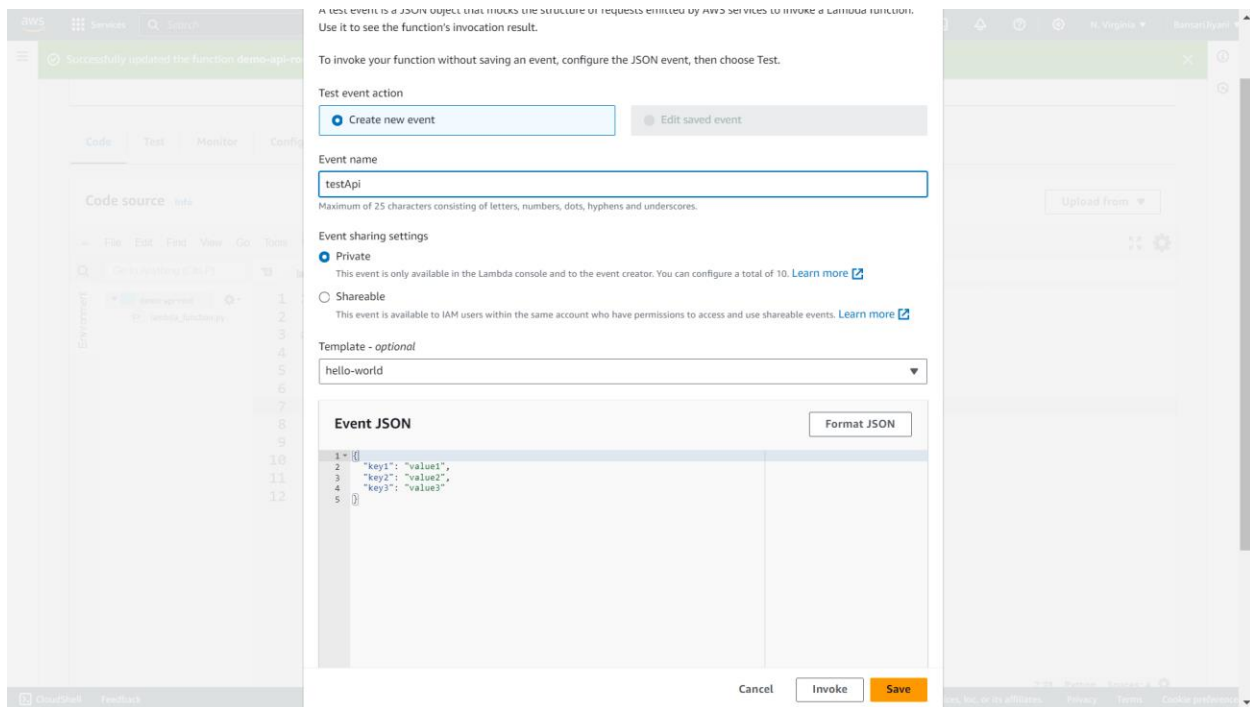 A test event is a JSON object that mocks the structure of requests emitted by AWS services to invoke a Lambda function.
Use it to see the function's invocation result.
aws
Services
Search
N. Virginia
Successfully updated the function demo-api-
To invoke your function without saving an event, configure the JSON event, then choose Test.
Test event action
Create new event
Edit saved event
Code
Test
Monitor
Config
Event name
testApi
Maximum of 25 characters consisting of letters, numbers, dots, hyphens and underscores.
Code source
Info
Upload from
Event sharing settings
File Edit Find View Go Tools
Private
This event is only available in the Lambda console and to the event creator. You can configure a total of 10. Learn more
Shareable
This event is available to IAM users within the same account who have permissions to access and use shareable events. Learn more
Environment
lambda_function.py
1
2
3
4
5
6
7
8
9
10
11
12
Template - optional
hello-world
Event JSON
Format JSON
1 {
2 "key1": "value1",
3 "key2": "value2",
4 "key3": "value3"
5 }
Cancel
Invoke
Save
CloudShell
Feedback
Privacy
Terms
Cookie preferences